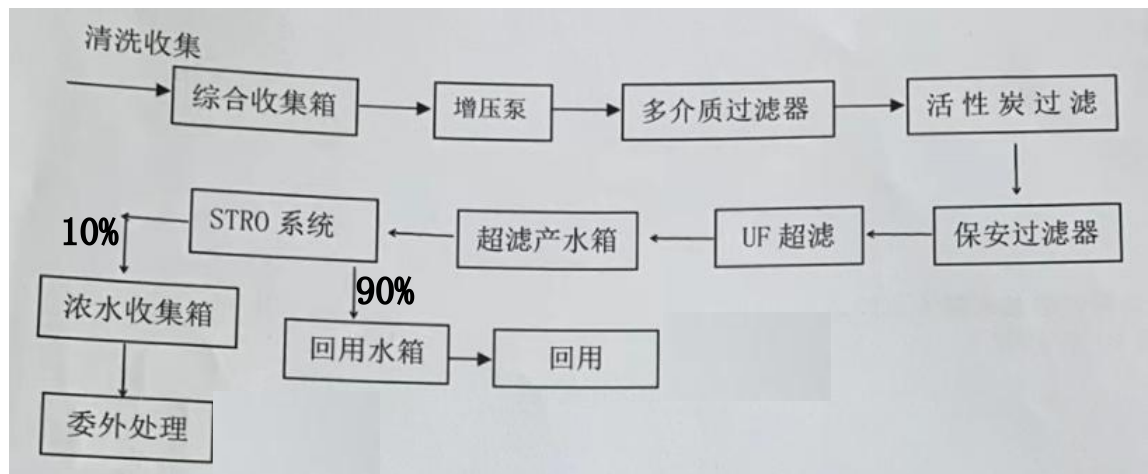 清洗收集
综合收集箱
增压泵
多介质过滤器
活性炭过滤
保安过滤器
UF 超滤
超滤产水箱
STRO 系统
10%
90%
浓水收集箱
回用水箱
回用
委外处理